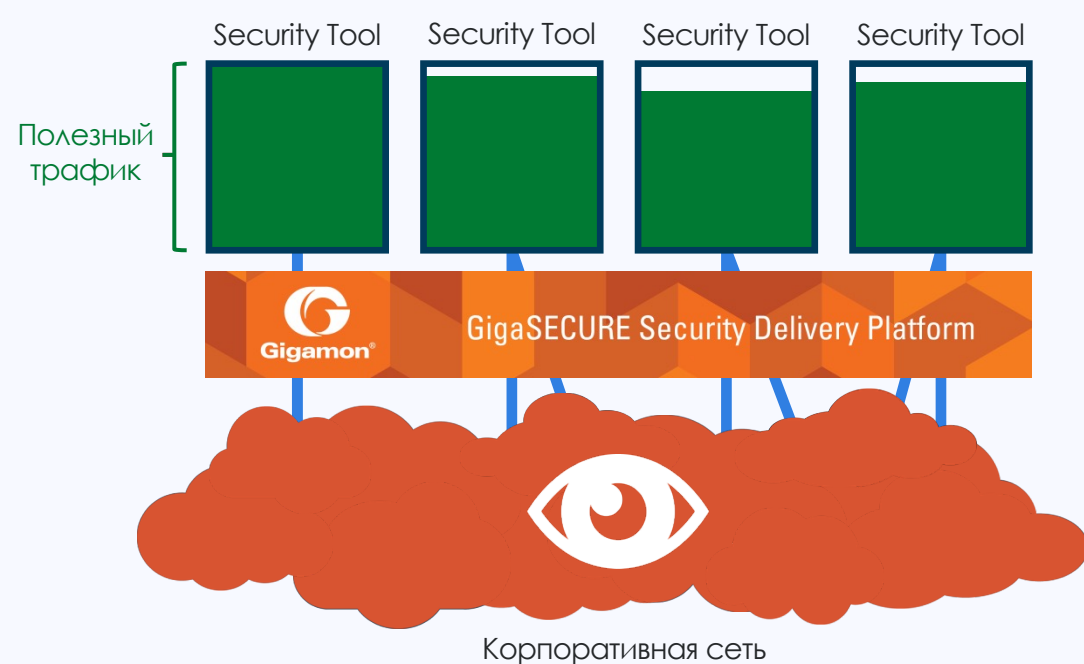 Security Tool
Security Tool
Security Tool
Security Tool
Полезный
трафик
Gigamon®
GigaSECURE Security Delivery Platform
Корпоративная сеть